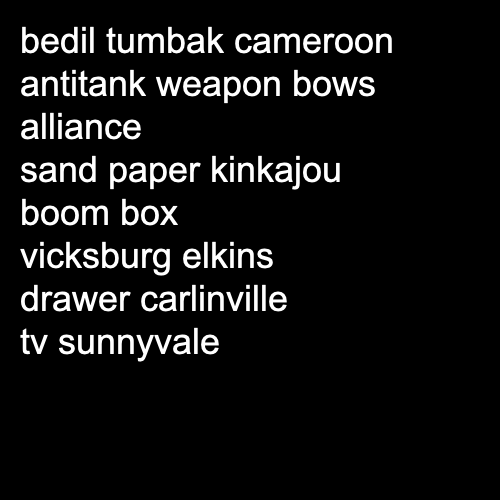 bedil tumbak cameroon
antitank weapon bows
alliance
sand paper kinkajou
boom box
vicksburg elkins
drawer carlinville
tv sunnyvale